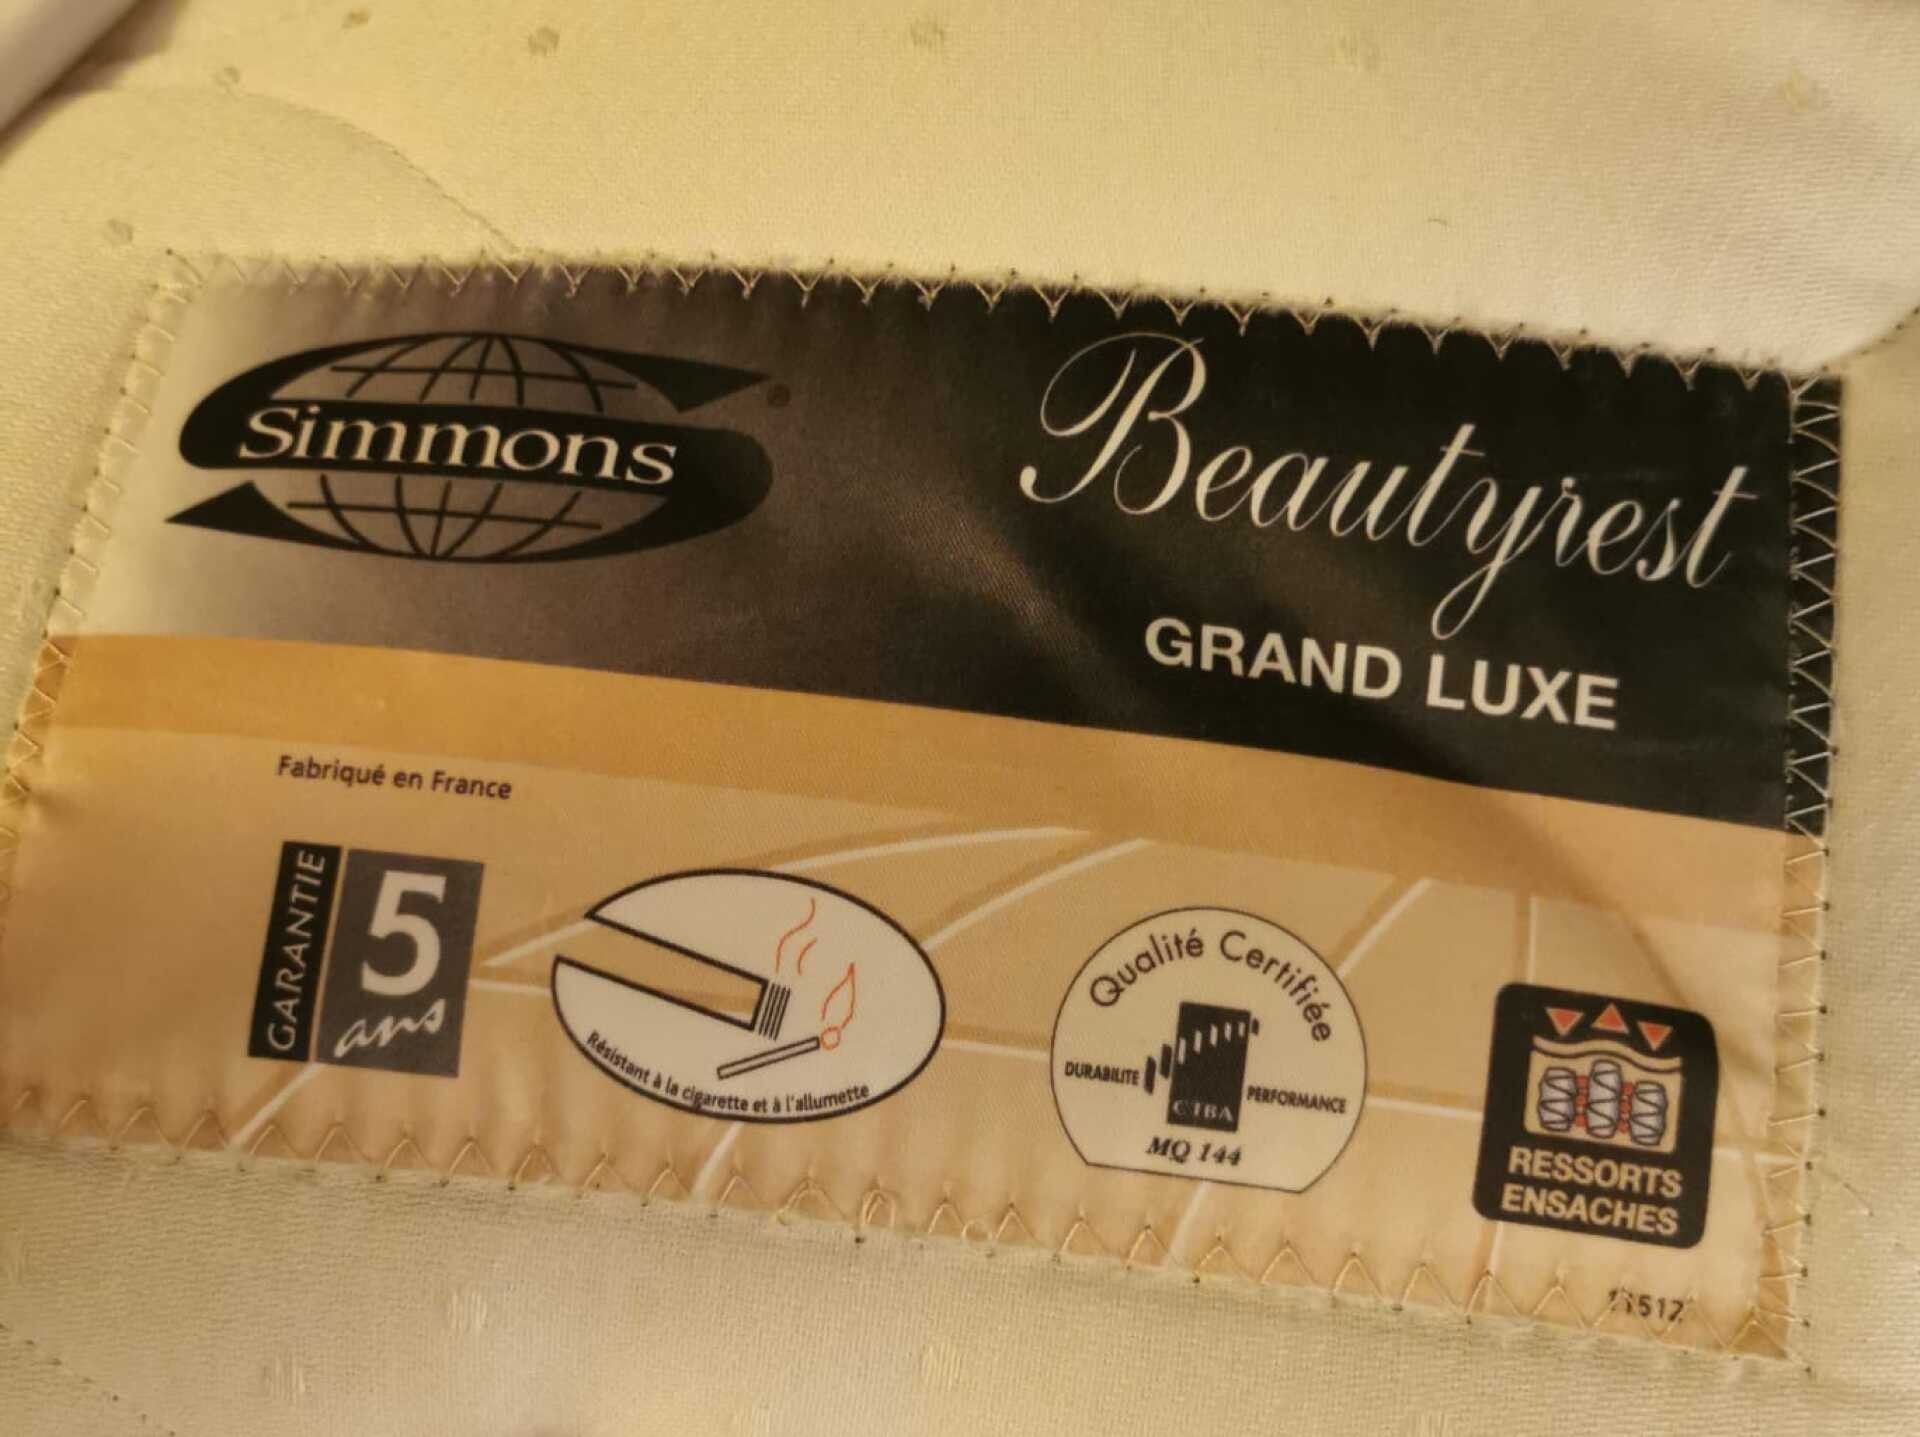 Simmons®
Beautyrest
GRAND LUXE
Fabriqué en France
GARANTIE
5
ans
Résistant à la cigarette et à l'allumette
Qualité Certifiée
DURABILITE
PERFORMANCE
CTBA
MQ 144
RESSORTS
ENSACHES